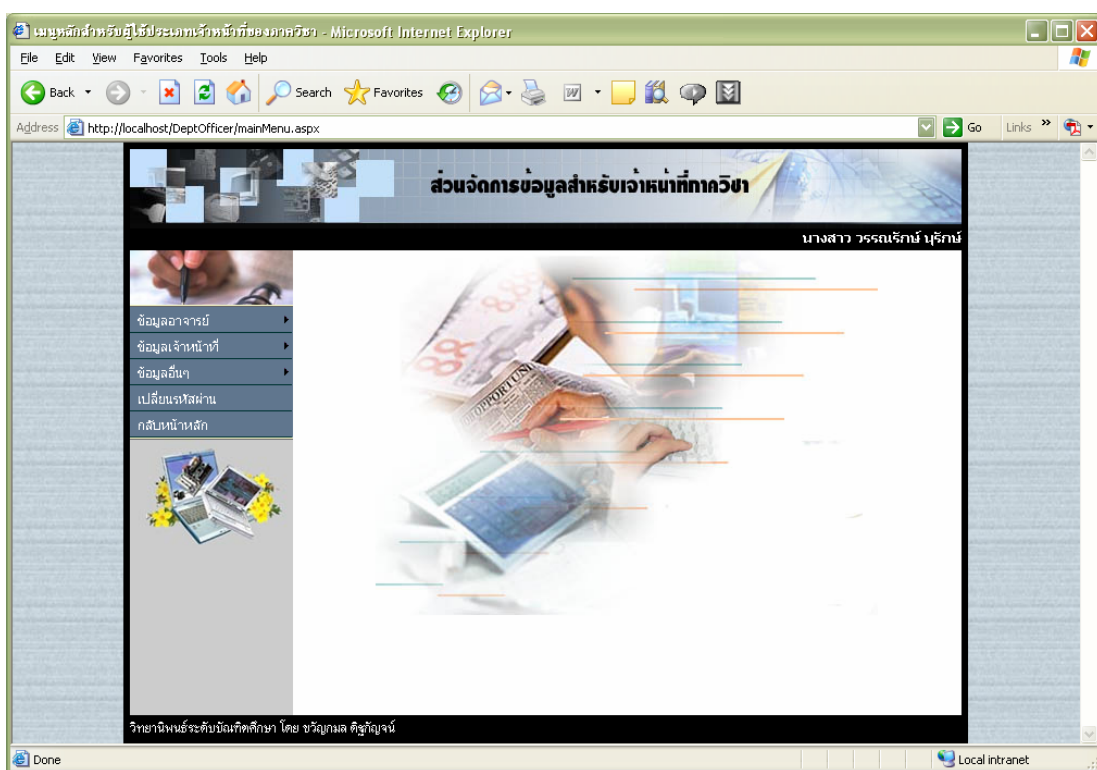 เมนูหลักสำหรับผู้ใช้ประเภทเจ้าหน้าที่ของภาควิชา - Microsoft Internet Explorer
File Edit View Favorites Tools Help
Back Search Favorites
Address http://localhost/DeptOfficer/mainMenu.aspx Go Links »
ส่วนจัดการข้อมูลสำหรับเจ้าหน้าที่ภาควิชา
นางสาว วรรณรักษ์ นุรักษ์
ข้อมูลอาจารย์
ข้อมูลเจ้าหน้าที่
ข้อมูลอื่นๆ
เปลี่ยนรหัสผ่าน
กลับหน้าหลัก
OPPORTUN
วิทยานิพนธ์ระดับบัณฑิตศึกษา โดย ขวัญกมล ดิฐกัญจน์
Done Local intranet